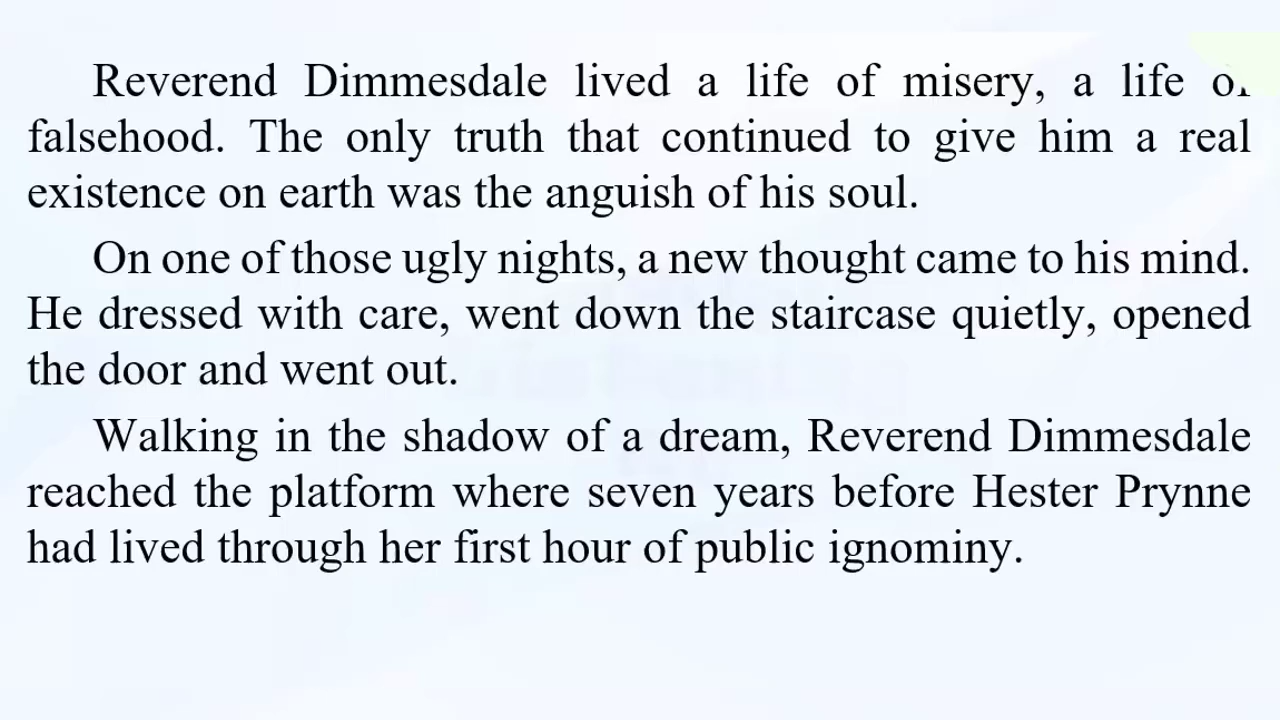 Reverend Dimmesdale lived a life of misery, a life of
falsehood. The only truth that continued to give him a real
existence on earth was the anguish of his soul.
On one of those ugly nights, a new thought came to his mind.
He dressed with care, went down the staircase quietly, opened
the door and went out.
Walking in the shadow of a dream, Reverend Dimmesdale
reached the platform where seven years before Hester Prynne
had lived through her first hour of public ignominy.